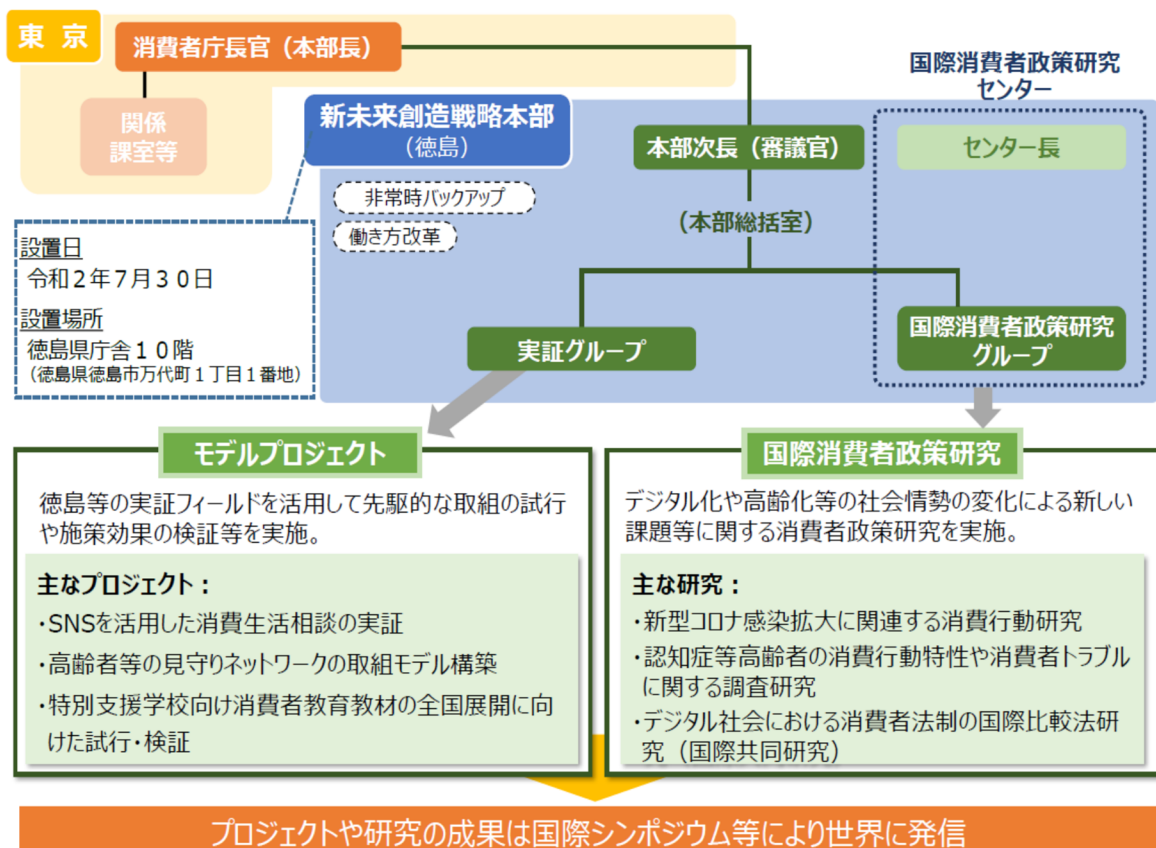 東 京
消費者庁長官（本部長）
関係
課室等
新未来創造戦略本部
（徳島）
非常時バックアップ
働き方改革
本部次長（審議官）
（本部総括室）
国際消費者政策研究
センター
センター長
設置日
令和２年７月３０日
設置場所
徳島県庁舎１０階
（徳島県徳島市万代町１丁目１番地）
実証グループ
国際消費者政策研究
グループ
モデルプロジェクト
徳島等の実証フィールドを活用して先駆的な取組の試行
や施策効果の検証等を実施。
主なプロジェクト：
・SNSを活用した消費生活相談の実証
・高齢者等の見守りネットワークの取組モデル構築
・特別支援学校向け消費者教育教材の全国展開に向
けた試行・検証
国際消費者政策研究
デジタル化や高齢化等の社会情勢の変化による新しい
課題等に関する消費者政策研究を実施。
主な研究：
・新型コロナ感染拡大に関連する消費行動研究
・認知症等高齢者の消費行動特性や消費者トラブル
に関する調査研究
・デジタル社会における消費者法制の国際比較法研
究（国際共同研究）
プロジェクトや研究の成果は国際シンポジウム等により世界に発信